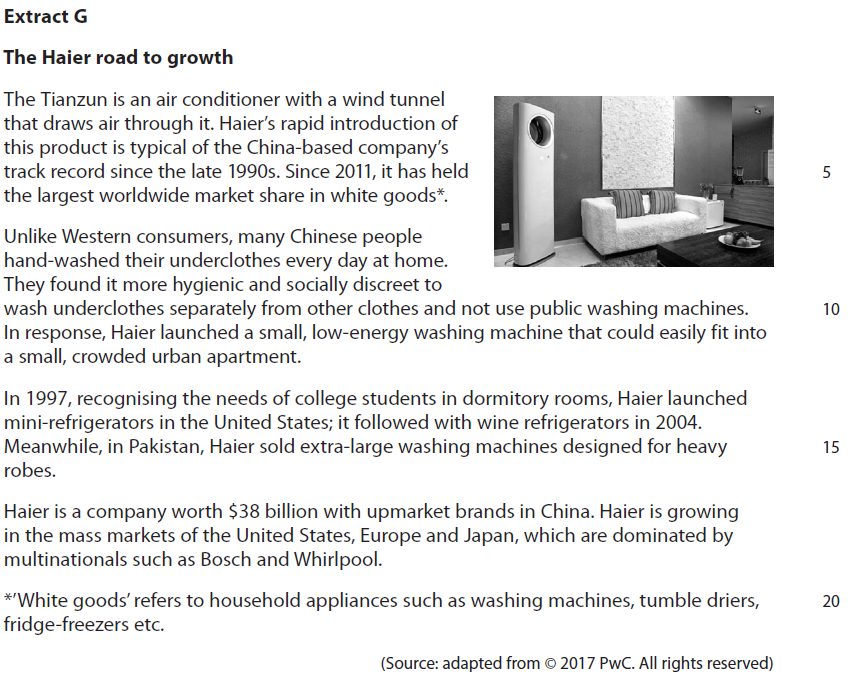 Extract G
The Haier road to growth
The Tianzun is an air conditioner with a wind tunnel
that draws air through it. Haier’s rapid introduction of
this product is typical of the China-based company’s
track record since the late 1990s. Since 2011, it has held
5
the largest worldwide market share in white goods*.
Unlike Western consumers, many Chinese people
hand-washed their underclothes every day at home.
They found it more hygienic and socially discreet to
wash underclothes separately from other clothes and not use public washing machines.
10
In response, Haier launched a small, low-energy washing machine that could easily fit into
a small, crowded urban apartment.
In 1997, recognising the needs of college students in dormitory rooms, Haier launched
mini-refrigerators in the United States; it followed with wine refrigerators in 2004.
Meanwhile, in Pakistan, Haier sold extra-large washing machines designed for heavy
15
robes.
Haier is a company worth $38 billion with upmarket brands in China. Haier is growing
in the mass markets of the United States, Europe and Japan, which are dominated by
multinationals such as Bosch and Whirlpool.
*‘White goods’ refers to household appliances such as washing machines, tumble driers,
20
fridge-freezers etc.
(Source: adapted from © 2017 PwC. All rights reserved)